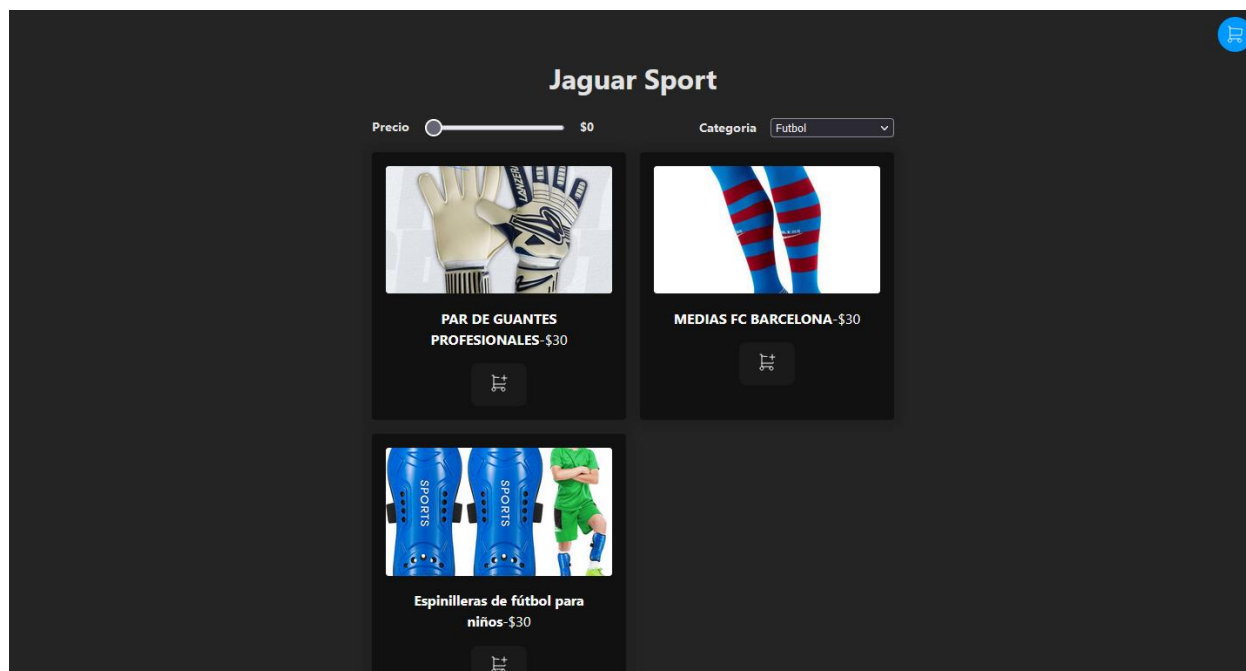 Jaguar Sport
Precio $0 Categoria Futbol
LANZERA
PAR DE GUANTES
PROFESIONALES-$30
MEDIAS FC BARCELONA-$30
SPORTS SPORTS
Espinilleras de fútbol para
niños-$30